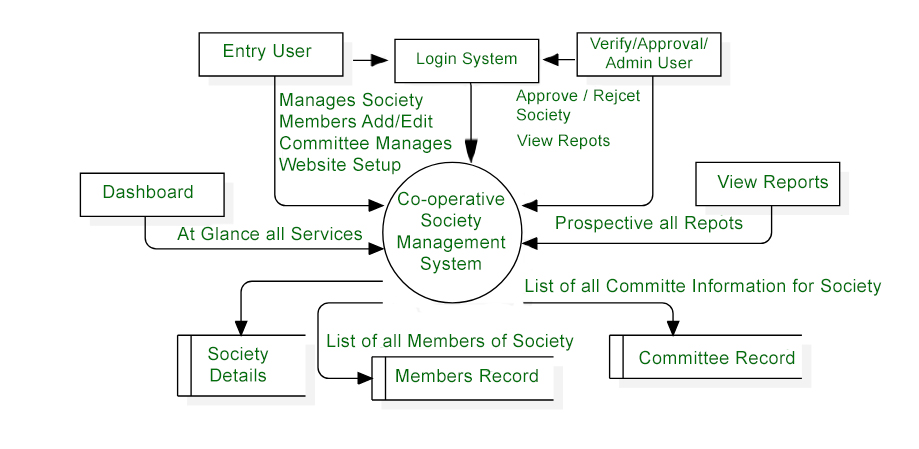 Entry User
Login System
Verify/Approval/
Admin User
Manages Society
Members Add/Edit
Committee Manages
Website Setup
Approve / Rejcet
Society
View Repots
Dashboard
View Reports
Co-operative
Society
Management
System
At Glance all Services
Prospective all Repots
List of all Committe Information for Society
List of all Members of Society
Society
Details
Members Record
Committee Record